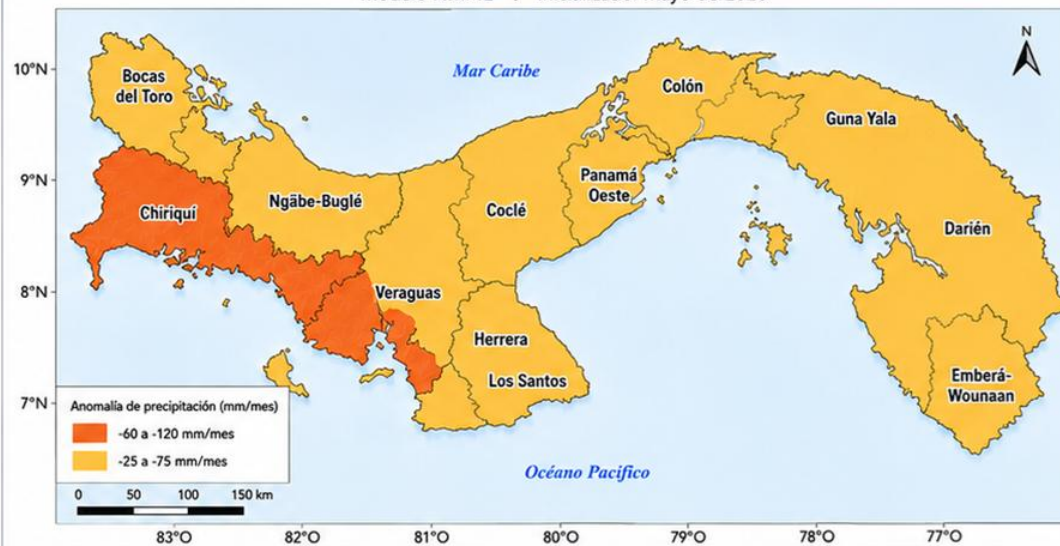 10°N
9°N
8°N
7°N
83°O
82°O
81°O
80°O
79°O
78°O
77°O
N
Mar Caribe
Bocas
del Toro
Colón
Guna Yala
Ngäbe-Buglé
Panamá
Oeste
Chiriquí
Coclé
Darién
Veraguas
Herrera
Los Santos
Emberá-
Wounaan
Océano Pacífico
Anomalía de precipitación (mm/mes)
-60 a -120 mm/mes
-25 a -75 mm/mes
0 50 100 150 km